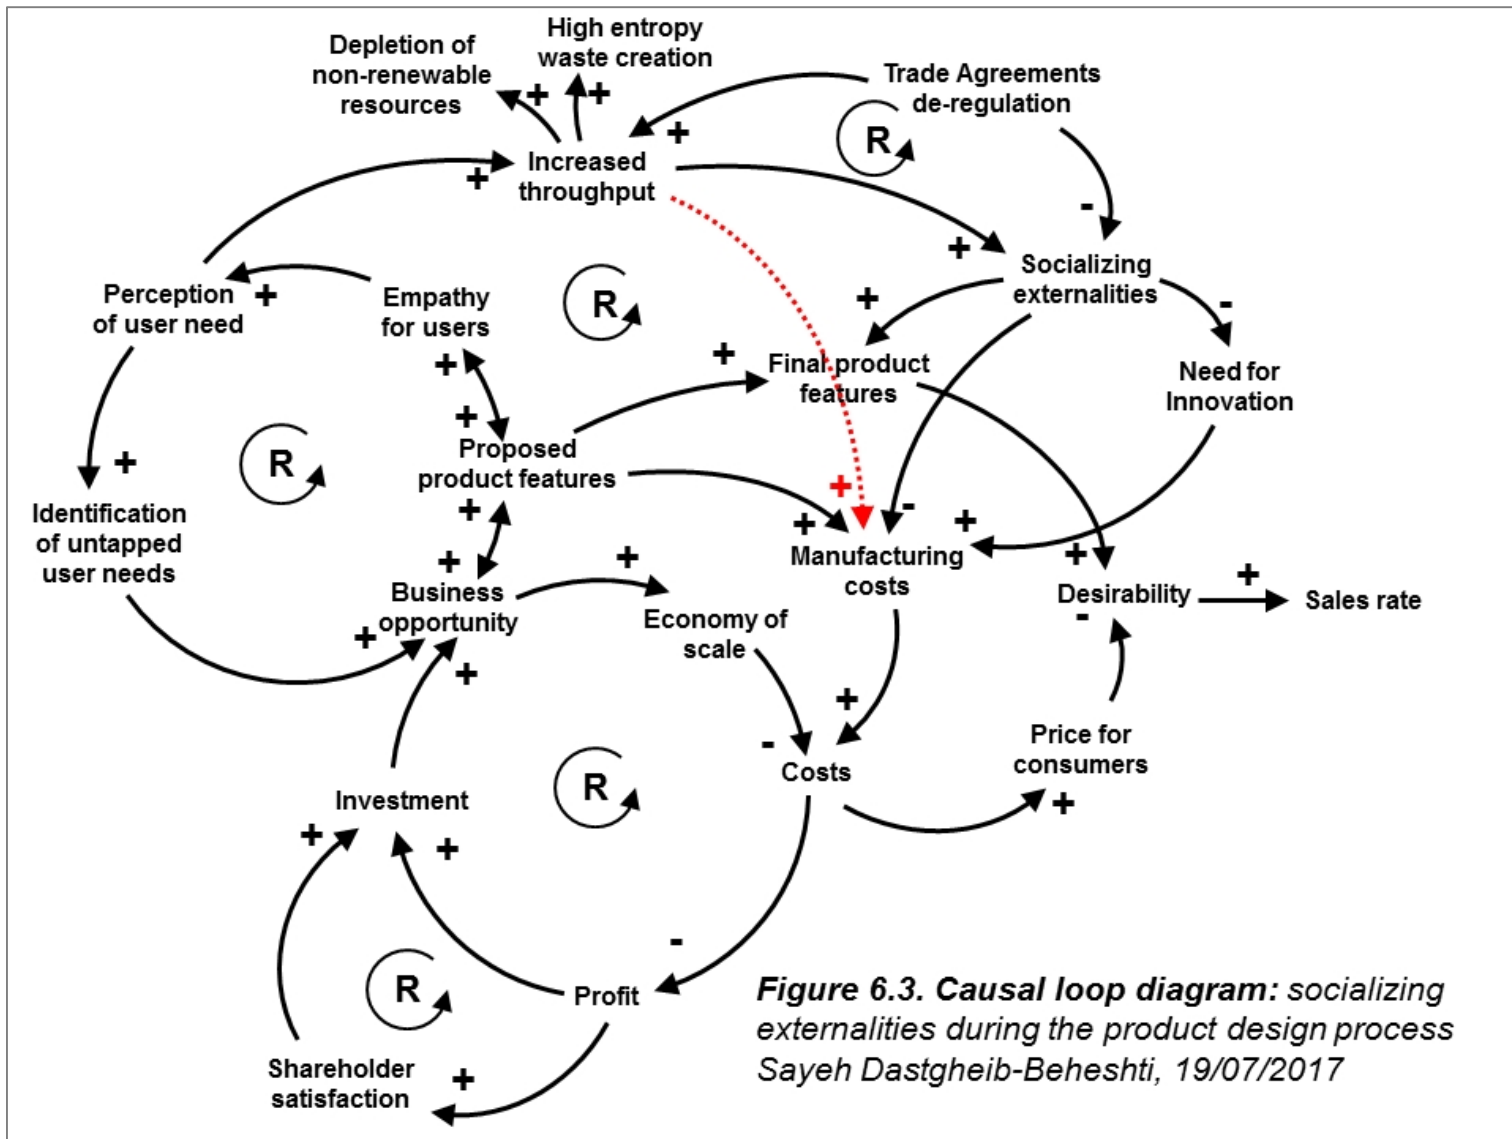 High entropy
waste creation
Depletion of
non-renewable
resources
+
+
Trade Agreements
de-regulation
+
R
Increased
throughput
+
-
+
Socializing
externalities
Perception
of user need
+
Empathy
for users
R
+
-
+
+
Final product
features
Need for
Innovation
+
Proposed
product features
R
+
+
+
-
+
+
Identification
of untapped
user needs
+
+
Manufacturing
costs
+
Business
opportunity
+
Economy of
scale
Desirability
-
+
Sales rate
+
+
+
-
Costs
Price for
consumers
+
R
Investment
+
+
-
R
Profit
Shareholder
satisfaction
+
Figure 6.3. Causal loop diagram: socializing
externalities during the product design process
Sayeh Dastgheib-Beheshti, 19/07/2017